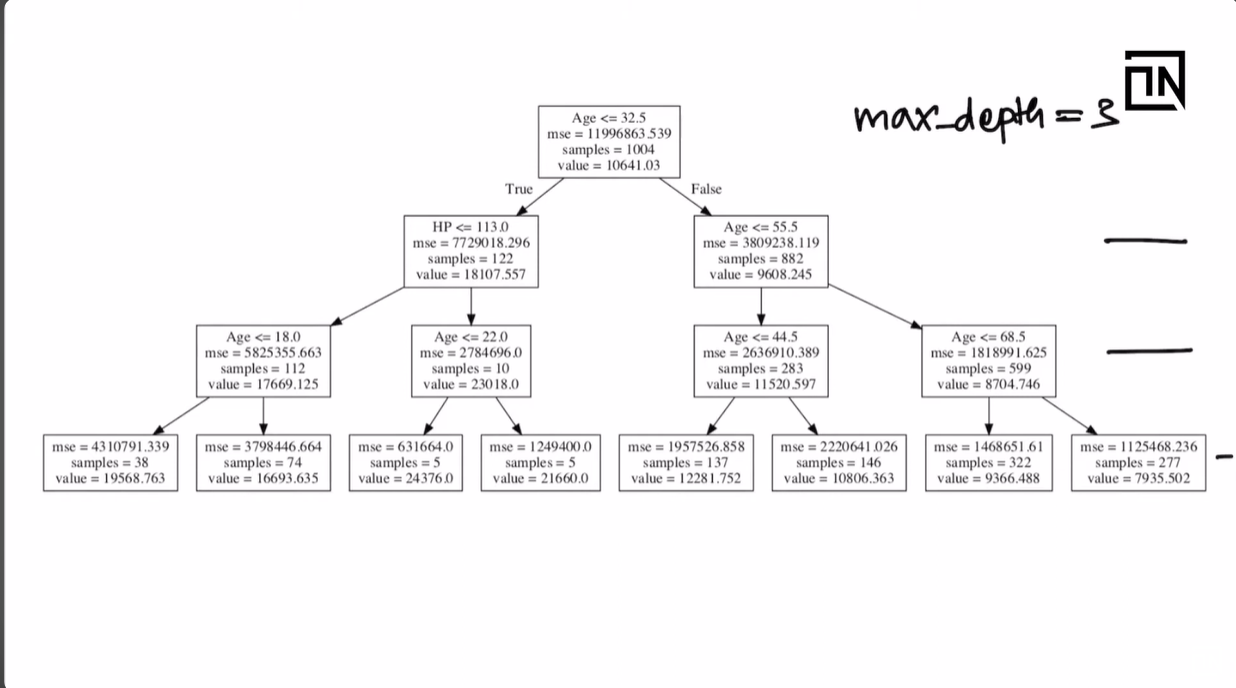 max_depth = 3
Age <= 32.5
mse = 11996863.539
samples = 1004
value = 10641.03
True
False
HP <= 113.0
mse = 7729018.296
samples = 122
value = 18107.557
Age <= 55.5
mse = 3809238.119
samples = 882
value = 9608.245
Age <= 18.0
mse = 5825355.663
samples = 112
value = 17669.125
Age <= 22.0
mse = 2784696.0
samples = 10
value = 23018.0
Age <= 44.5
mse = 2636910.389
samples = 283
value = 11520.597
Age <= 68.5
mse = 1818991.625
samples = 599
value = 8704.746
mse = 4310791.339
samples = 38
value = 19568.763
mse = 3798446.664
samples = 74
value = 16693.635
mse = 631664.0
samples = 5
value = 24376.0
mse = 1249400.0
samples = 5
value = 21660.0
mse = 1957526.858
samples = 137
value = 12281.752
mse = 2220641.026
samples = 146
value = 10806.363
mse = 1468651.61
samples = 322
value = 9366.488
mse = 1125468.236
samples = 277
value = 7935.502